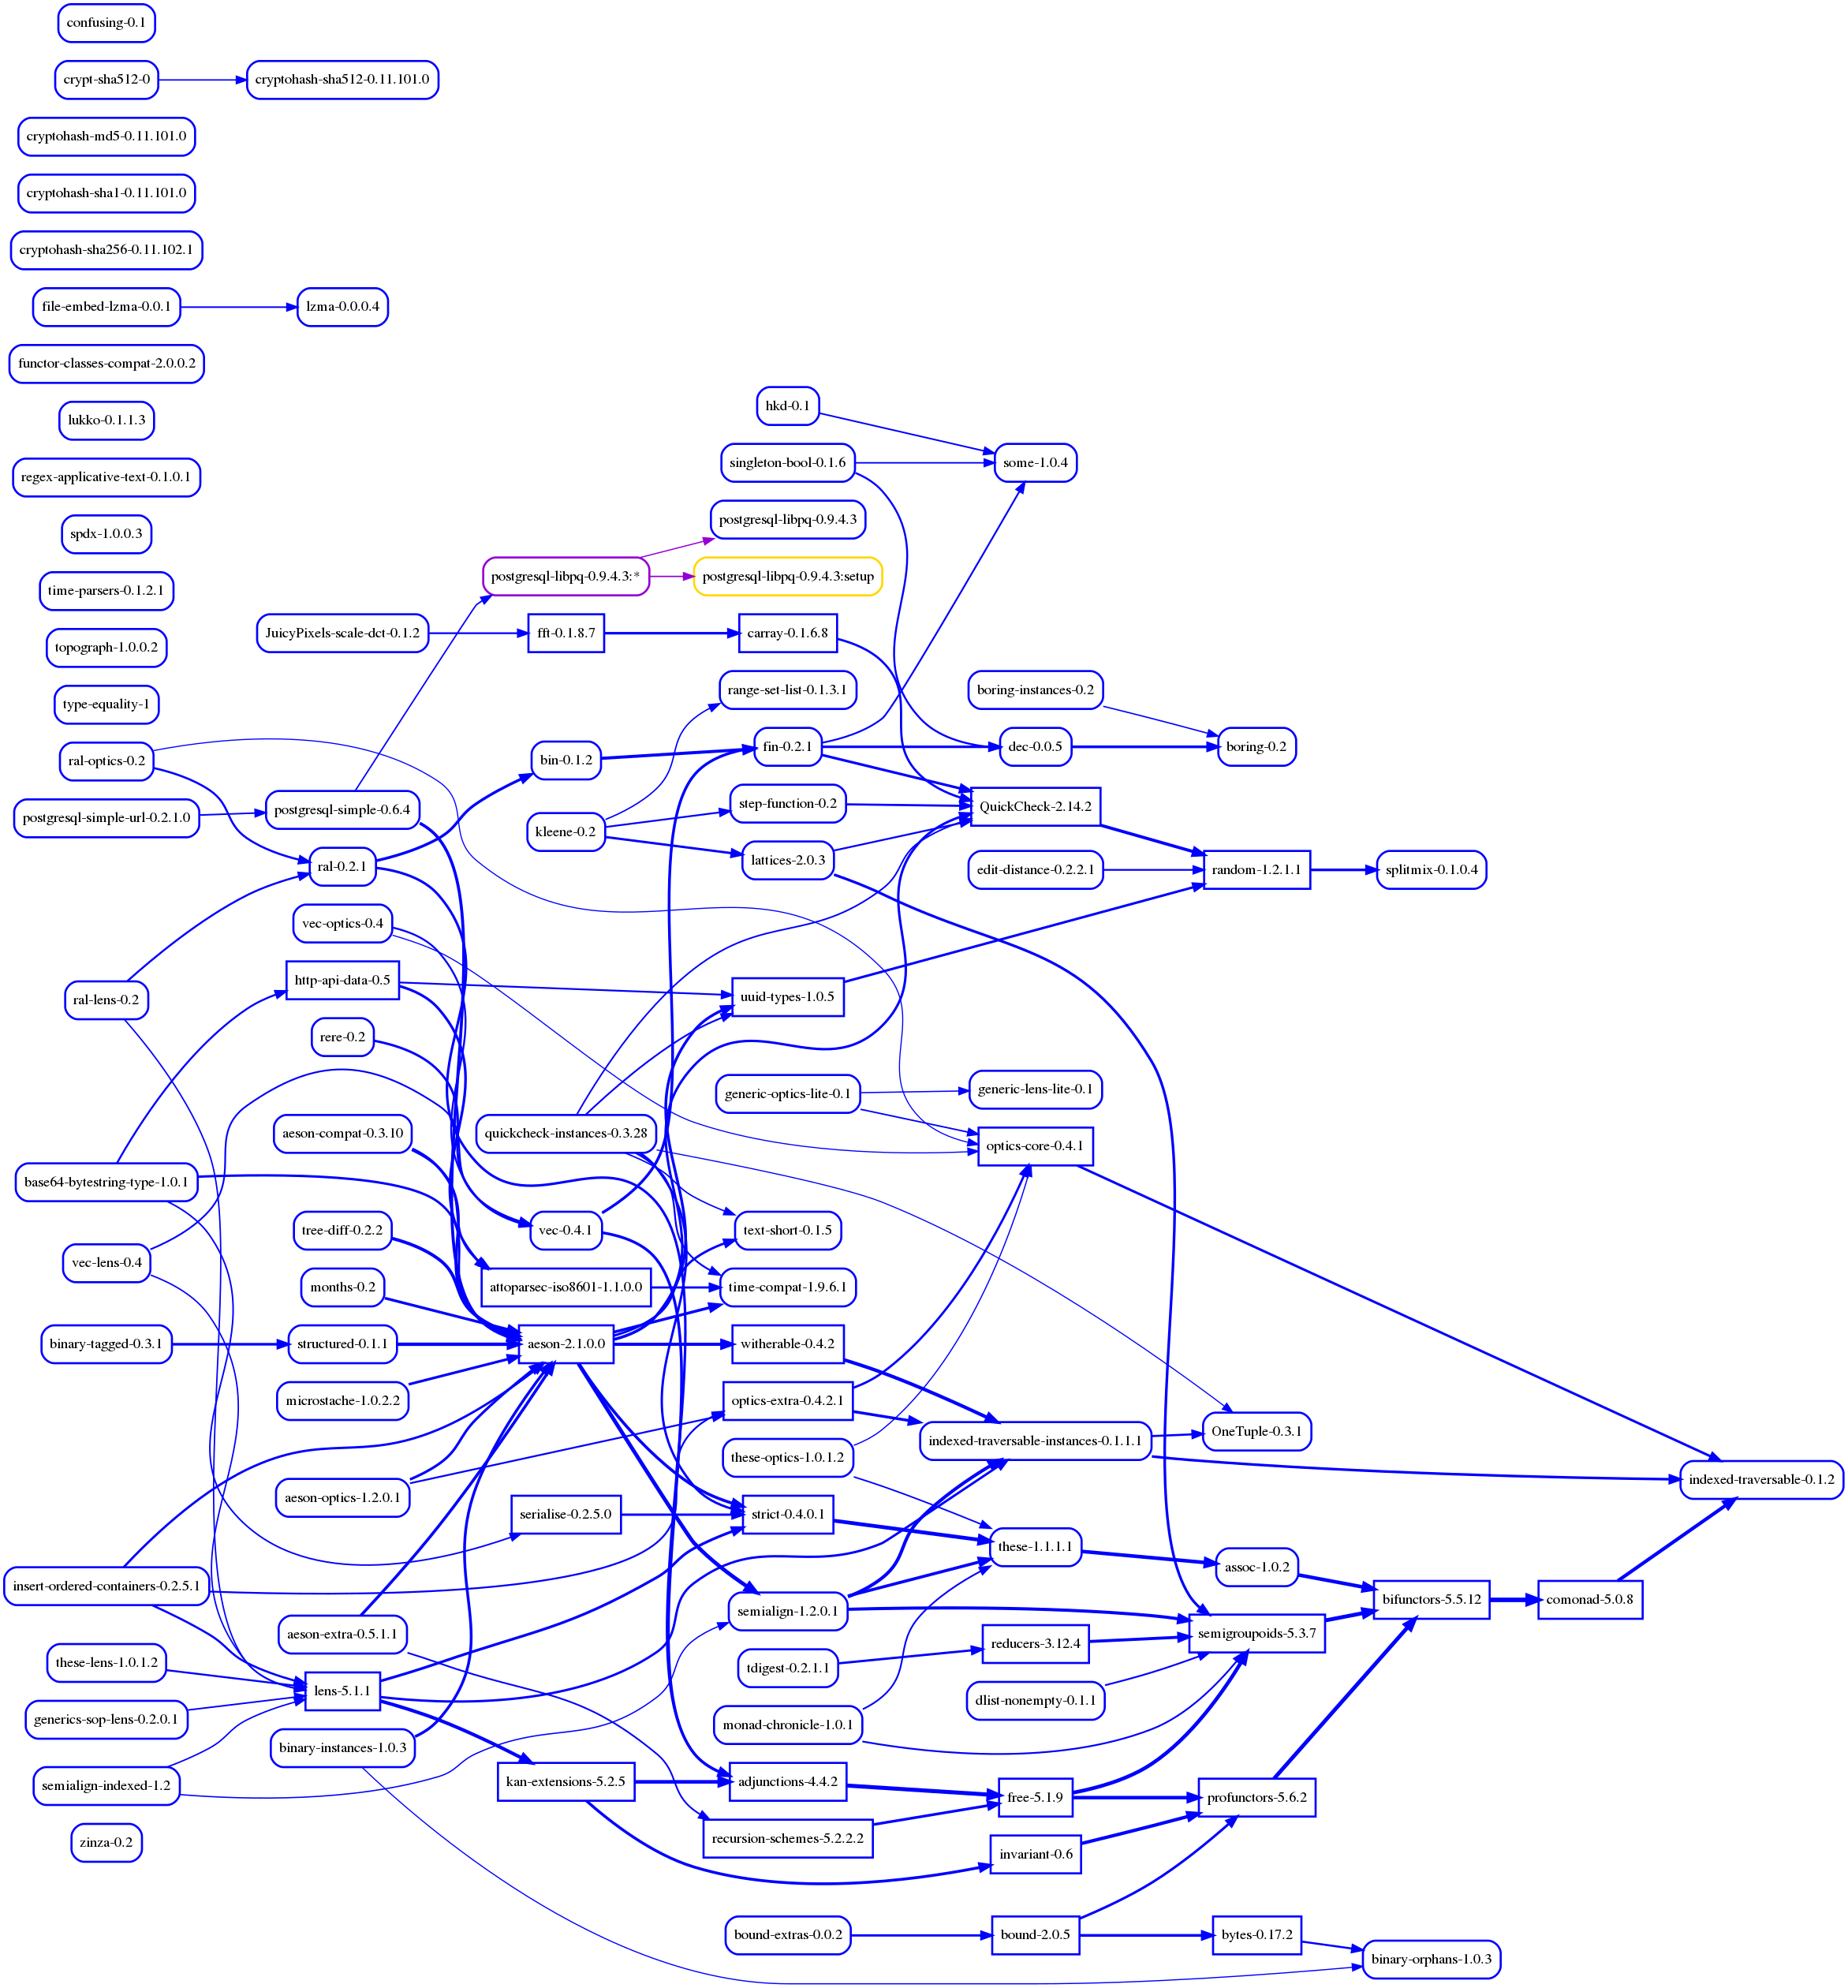 confusing-0.1
crypt-sha512-0
cryptohash-sha512-0.11.101.0
cryptohash-md5-0.11.101.0
cryptohash-sha1-0.11.101.0
cryptohash-sha256-0.11.102.1
file-embed-lzma-0.0.1
lzma-0.0.0.4
functor-classes-compat-2.0.0.2
hkd-0.1
lukko-0.1.1.3
singleton-bool-0.1.6
some-1.0.4
regex-applicative-text-0.1.0.1
postgresql-libpq-0.9.4.3
spdx-1.0.0.3
postgresql-libpq-0.9.4.3:*
postgresql-libpq-0.9.4.3:setup
time-parsers-0.1.2.1
JuicyPixels-scale-dct-0.1.2
fft-0.1.8.7
carray-0.1.6.8
topograph-1.0.0.2
range-set-list-0.1.3.1
boring-instances-0.2
type-equality-1
fin-0.2.1
dec-0.0.5
boring-0.2
ral-optics-0.2
bin-0.1.2
step-function-0.2
QuickCheck-2.14.2
postgresql-simple-url-0.2.1.0
postgresql-simple-0.6.4
kleene-0.2
lattices-2.0.3
ral-0.2.1
edit-distance-0.2.2.1
random-1.2.1.1
splitmix-0.1.0.4
vec-optics-0.4
http-api-data-0.5
ral-lens-0.2
uuid-types-1.0.5
rere-0.2
generic-optics-lite-0.1
generic-lens-lite-0.1
aeson-compat-0.3.10
quickcheck-instances-0.3.28
optics-core-0.4.1
base64-bytestring-type-1.0.1
tree-diff-0.2.2
vec-0.4.1
text-short-0.1.5
vec-lens-0.4
months-0.2
attoparsec-iso8601-1.1.0.0
time-compat-1.9.6.1
binary-tagged-0.3.1
structured-0.1.1
aeson-2.1.0.0
witherable-0.4.2
microstache-1.0.2.2
optics-extra-0.4.2.1
indexed-traversable-instances-0.1.1.1
OneTuple-0.3.1
these-optics-1.0.1.2
indexed-traversable-0.1.2
aeson-optics-1.2.0.1
serialise-0.2.5.0
strict-0.4.0.1
these-1.1.1.1
assoc-1.0.2
insert-ordered-containers-0.2.5.1
bifunctors-5.5.12
comonad-5.0.8
semialign-1.2.0.1
aeson-extra-0.5.1.1
semigroupoids-5.3.7
reducers-3.12.4
these-lens-1.0.1.2
tdigest-0.2.1.1
lens-5.1.1
dlist-nonempty-0.1.1
generics-sop-lens-0.2.0.1
monad-chronicle-1.0.1
binary-instances-1.0.3
semialign-indexed-1.2
kan-extensions-5.2.5
adjunctions-4.4.2
free-5.1.9
profunctors-5.6.2
zinza-0.2
recursion-schemes-5.2.2.2
invariant-0.6
bound-extras-0.0.2
bound-2.0.5
bytes-0.17.2
binary-orphans-1.0.3